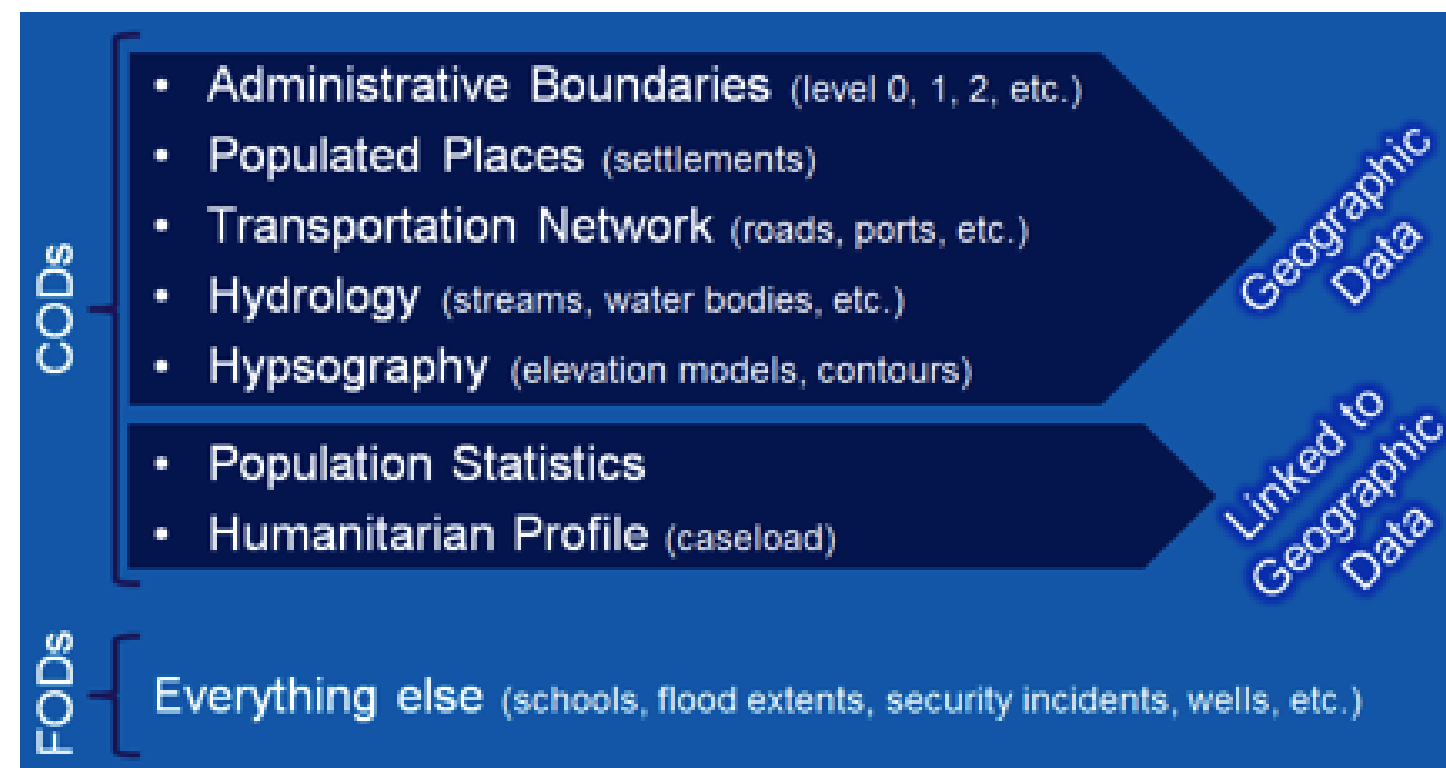 CODs
• Administrative Boundaries (level 0, 1, 2, etc.)
• Populated Places (settlements)
• Transportation Network (roads, ports, etc.)
• Hydrology (streams, water bodies, etc.)
• Hypsography (elevation models, contours)
Geographic
Data
• Population Statistics
• Humanitarian Profile (caseload)
Linked to
Geographic
Data
FODs
Everything else (schools, flood extents, security incidents, wells, etc.)